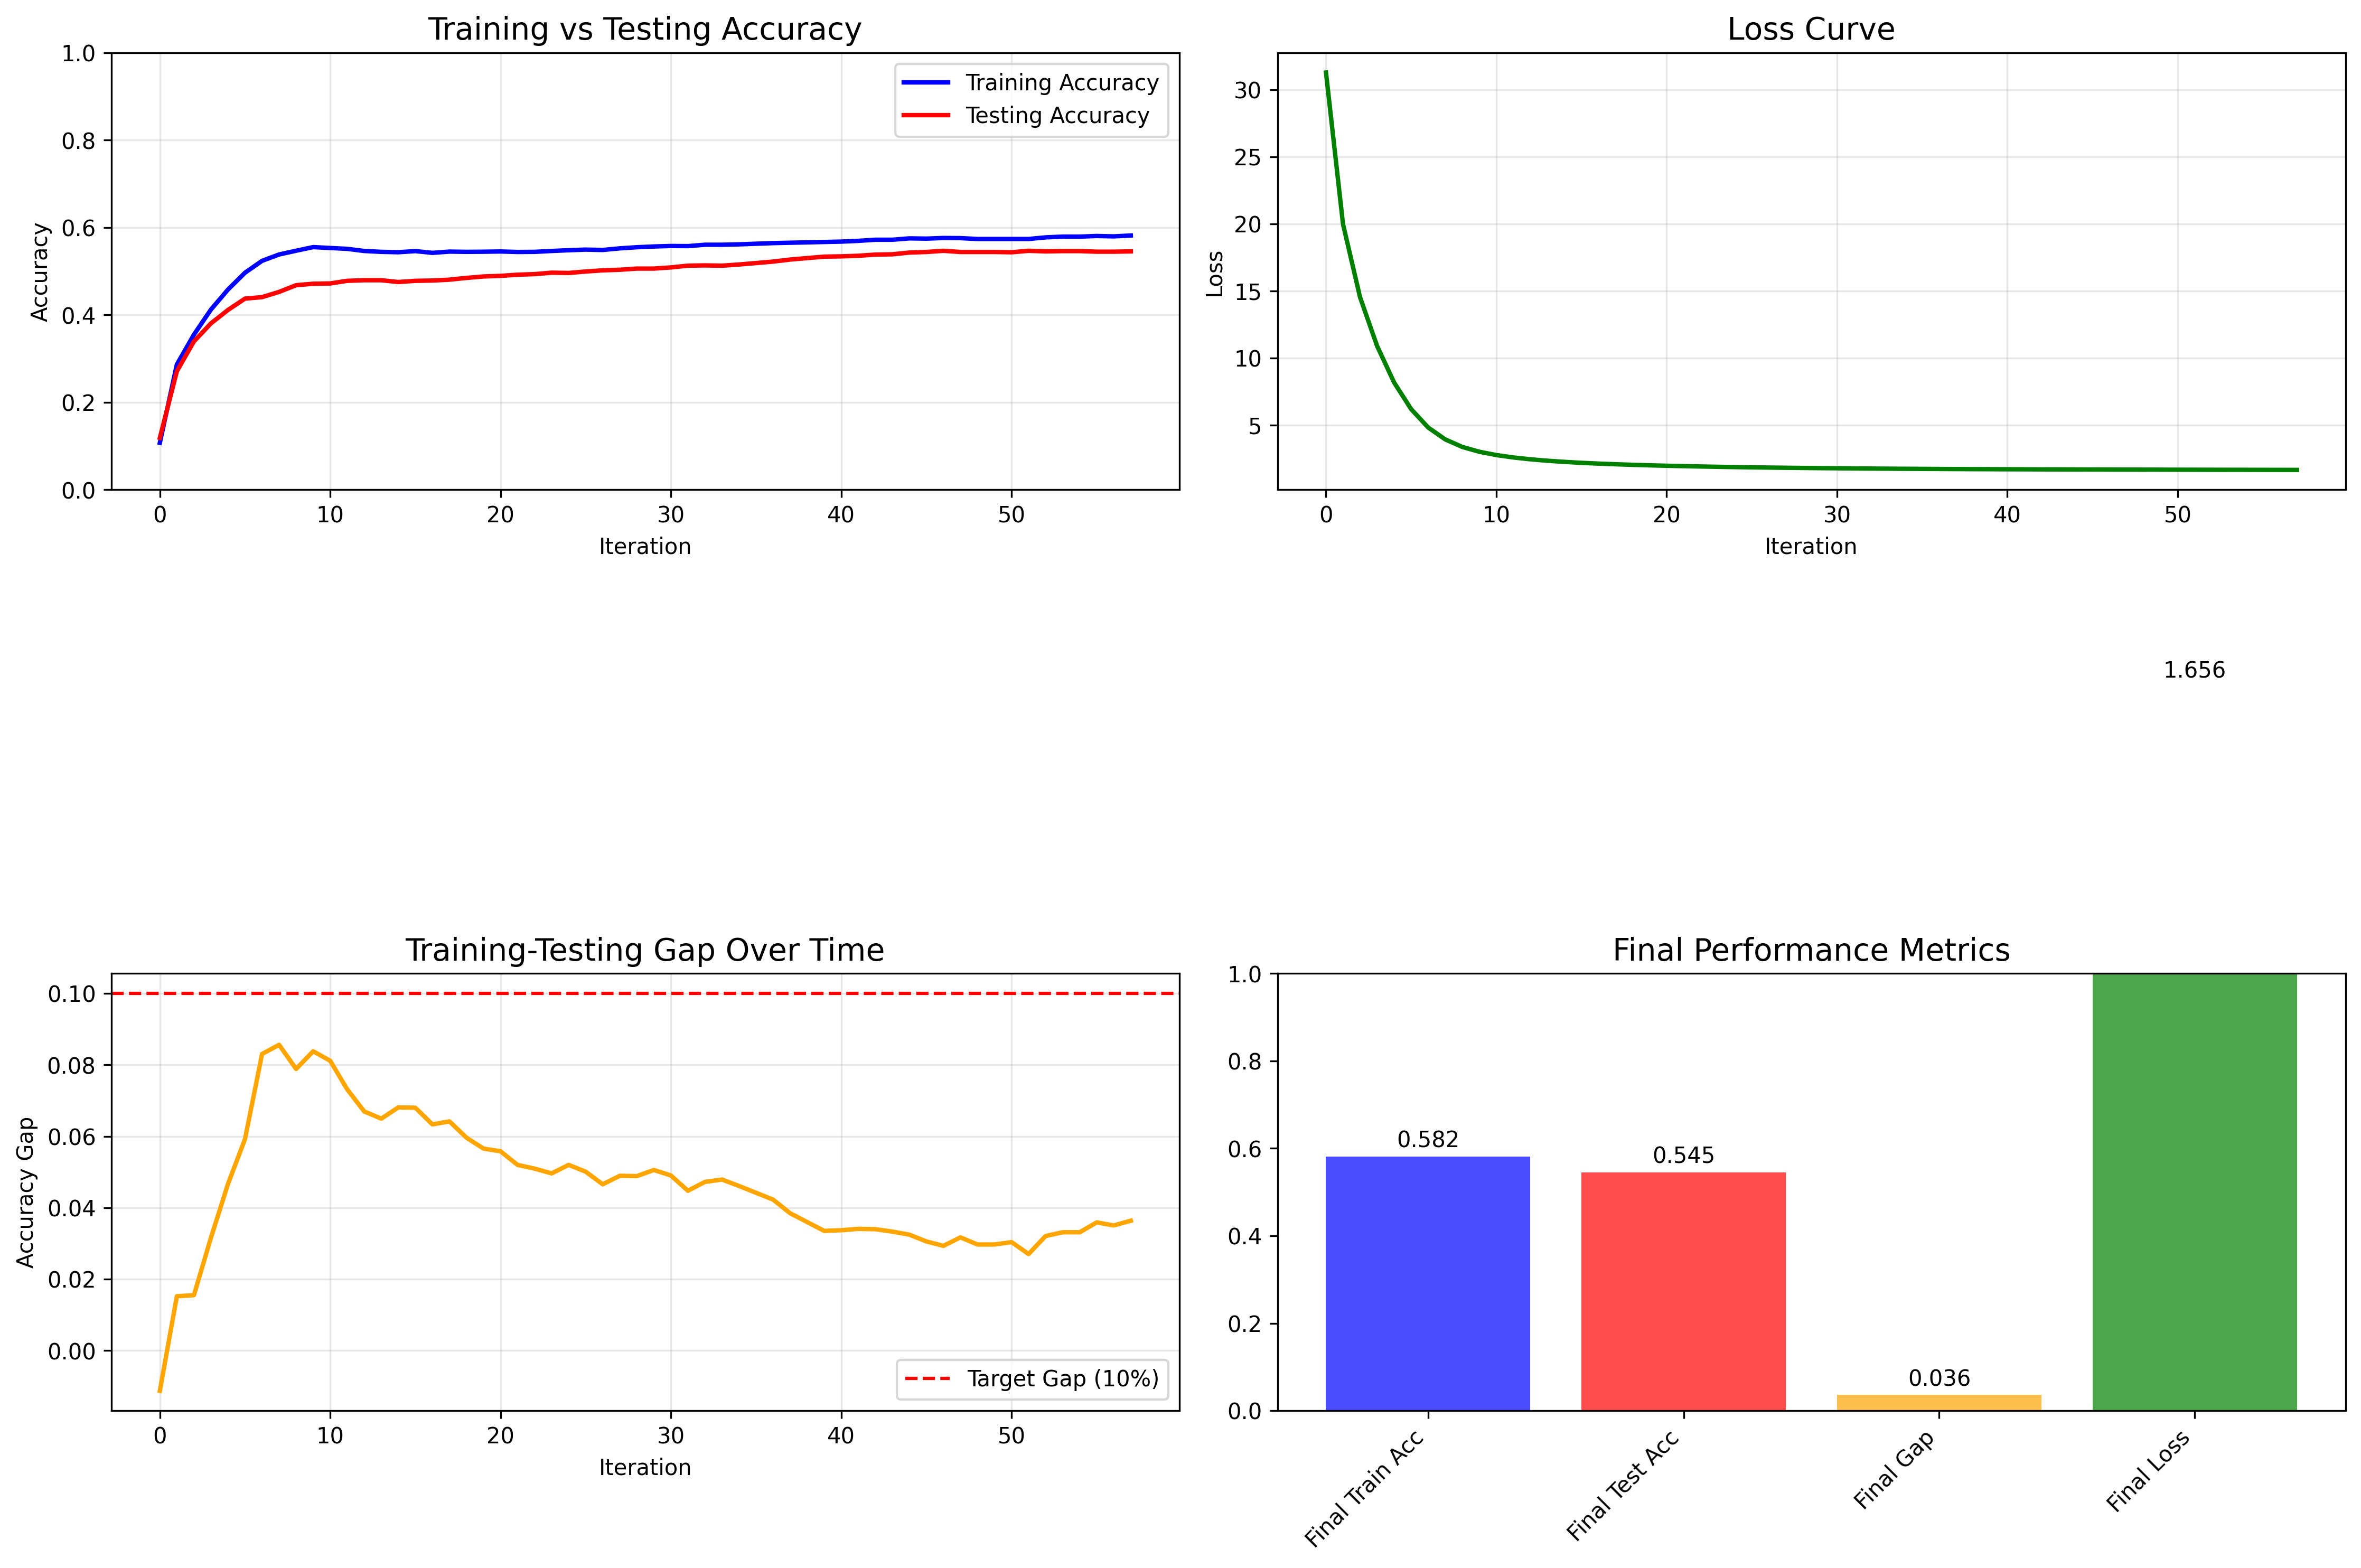 Training vs Testing Accuracy
1.0
0.8
0.6
0.4
0.2
0.0
Accuracy
Training Accuracy
Testing Accuracy
0 10 20 30 40 50
Iteration
Loss Curve
30
25
20
15
10
5
Loss
0 10 20 30 40 50
Iteration
1.656
Training-Testing Gap Over Time
0.10
0.08
0.06
0.04
0.02
0.00
Accuracy Gap
Target Gap (10%)
0 10 20 30 40 50
Iteration
Final Performance Metrics
1.0
0.8
0.6
0.4
0.2
0.0
0.582
0.545
0.036
Final Train Acc
Final Test Acc
Final Gap
Final Loss